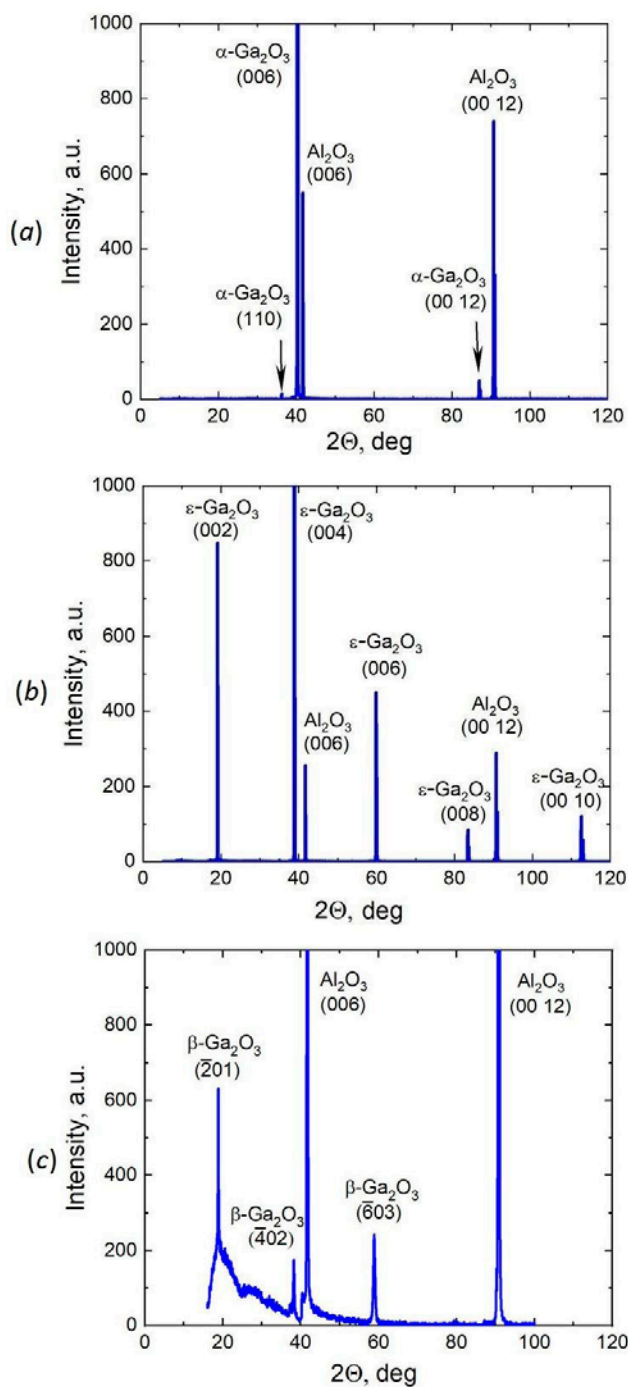 (a)
Intensity, a.u.
1000
800
600
400
200
0
α-Ga₂O₃
(006)
Al₂O₃
(006)
Al₂O₃
(00 12)
α-Ga₂O₃
(110)
α-Ga₂O₃
(00 12)
0 20 40 60 80 100 120
2Θ, deg
(b)
Intensity, a.u.
1000
800
600
400
200
0
ε-Ga₂O₃
(002)
ε-Ga₂O₃
(004)
ε-Ga₂O₃
(006)
Al₂O₃
(006)
Al₂O₃
(00 12)
ε-Ga₂O₃
(008)
ε-Ga₂O₃
(00 10)
0 20 40 60 80 100 120
2Θ, deg
(c)
Intensity, a.u.
1000
800
600
400
200
0
Al₂O₃
(006)
Al₂O₃
(00 12)
β-Ga₂O₃
(2̅01)
β-Ga₂O₃
(4̅02)
β-Ga₂O₃
(6̅03)
0 20 40 60 80 100 120
2Θ, deg